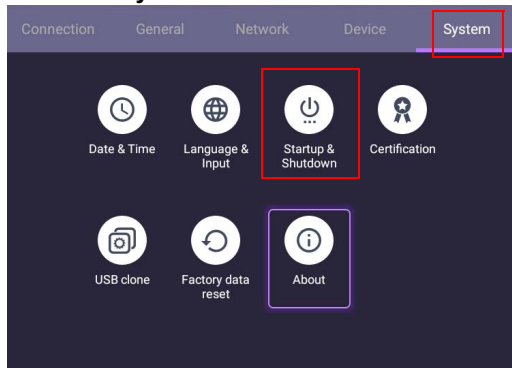 Connection General Network Device System
Date & Time Language & Input Startup & Shutdown Certification
USB clone Factory data reset About